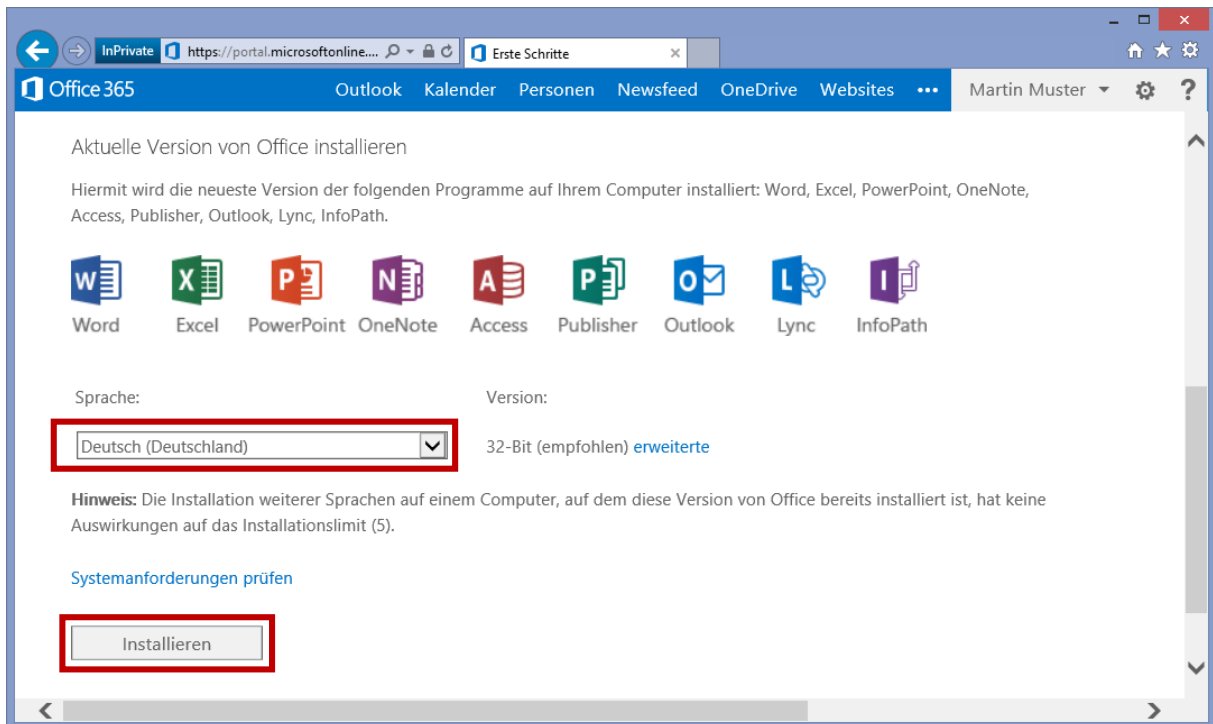 InPrivate https://portal.microsoftonline.... Erste Schritte
Office 365 Outlook Kalender Personen Newsfeed OneDrive Websites ••• Martin Muster ?
Aktuelle Version von Office installieren
Hiermit wird die neueste Version der folgenden Programme auf Ihrem Computer installiert: Word, Excel, PowerPoint, OneNote,
Access, Publisher, Outlook, Lync, InfoPath.
W X P N A P O L I
Word Excel PowerPoint OneNote Access Publisher Outlook Lync InfoPath
Sprache: Version:
Deutsch (Deutschland) 32-Bit (empfohlen) erweiterte
Hinweis: Die Installation weiterer Sprachen auf einem Computer, auf dem diese Version von Office bereits installiert ist, hat keine
Auswirkungen auf das Installationslimit (5).
Systemanforderungen prüfen
Installieren